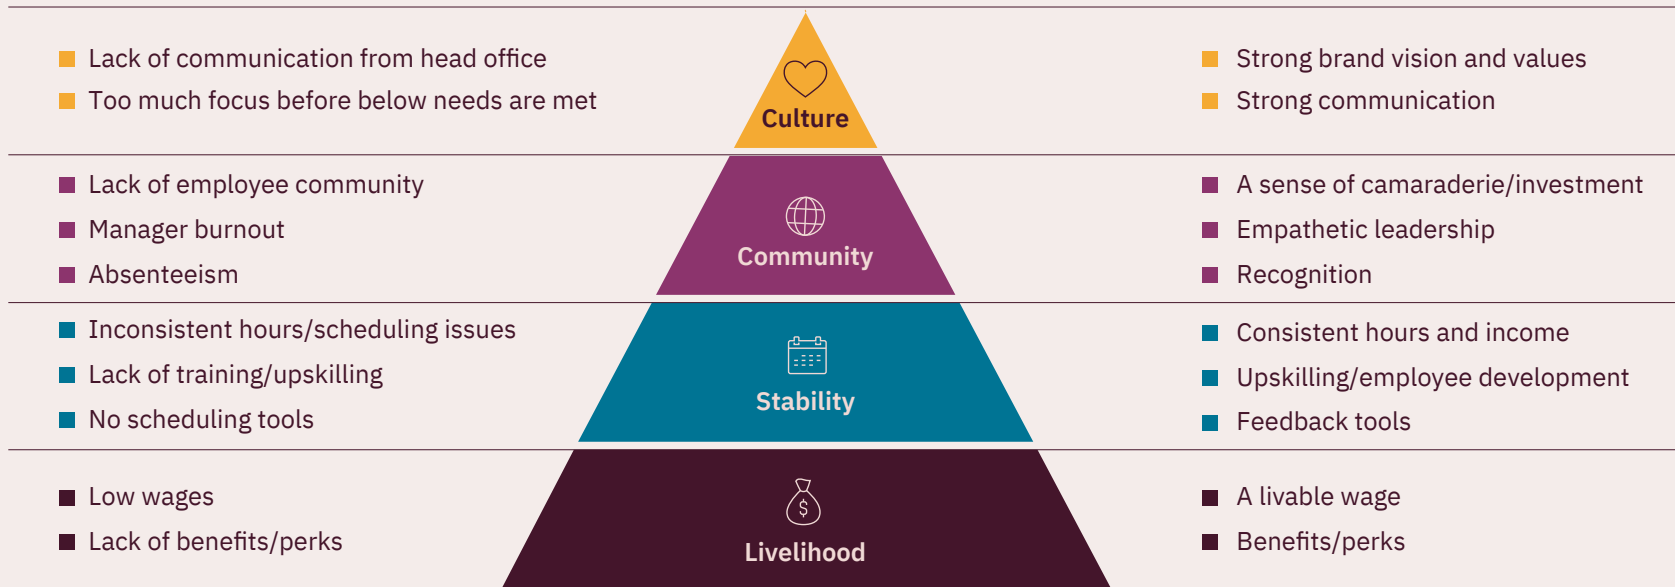 Lack of communication from head office
Too much focus before below needs are met
Culture
Strong brand vision and values
Strong communication
Lack of employee community
Manager burnout
Absenteeism
Community
A sense of camaraderie/investment
Empathetic leadership
Recognition
Inconsistent hours/scheduling issues
Lack of training/upskilling
No scheduling tools
Stability
Consistent hours and income
Upskilling/employee development
Feedback tools
Low wages
Lack of benefits/perks
$
Livelihood
A livable wage
Benefits/perks